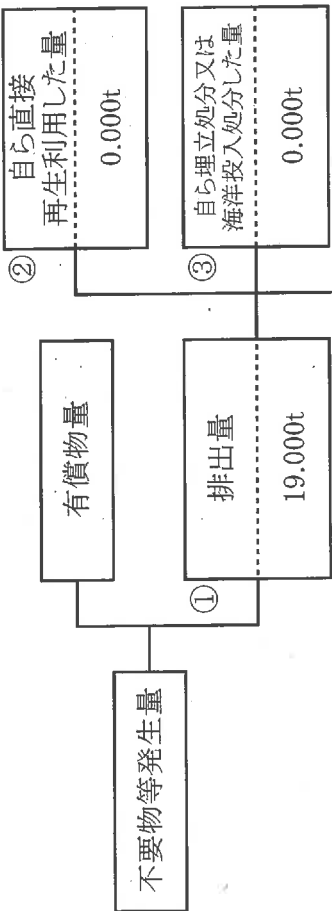 不要物等発生量
有償物量
①
排出量
19.000t
②
自ら直接
再生利用した量
0.000t
③
自ら埋立処分又は
海洋投入処分した量
0.000t